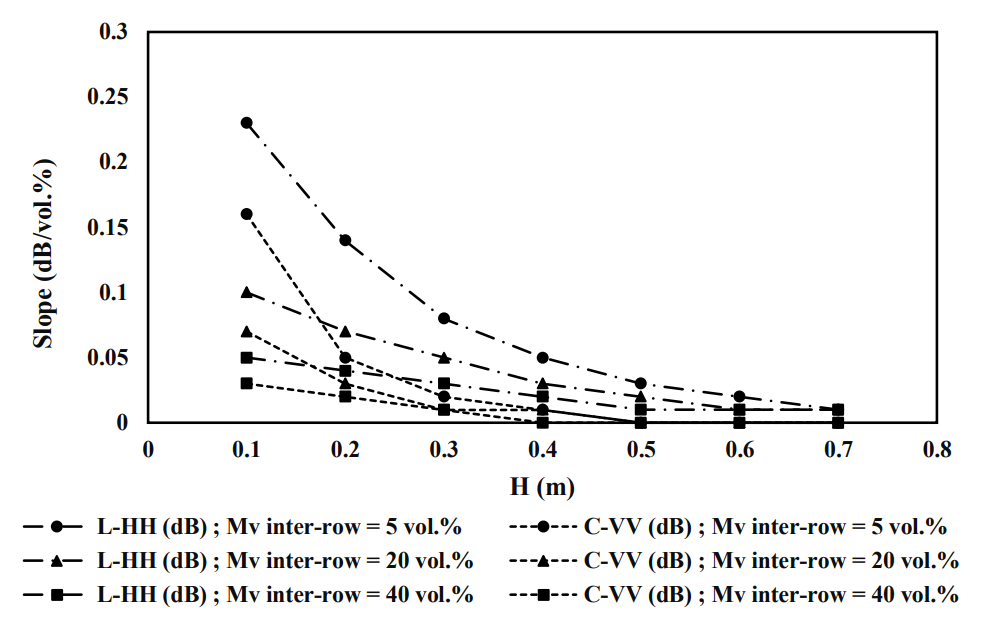 0.3
0.25
0.2
0.15
0.1
0.05
0
Slope (dB/vol.%)
0 0.1 0.2 0.3 0.4 0.5 0.6 0.7 0.8
H (m)
L-HH (dB) ; Mv inter-row = 5 vol.% C-VV (dB) ; Mv inter-row = 5 vol.%
L-HH (dB) ; Mv inter-row = 20 vol.% C-VV (dB) ; Mv inter-row = 20 vol.%
L-HH (dB) ; Mv inter-row = 40 vol.% C-VV (dB) ; Mv inter-row = 40 vol.%